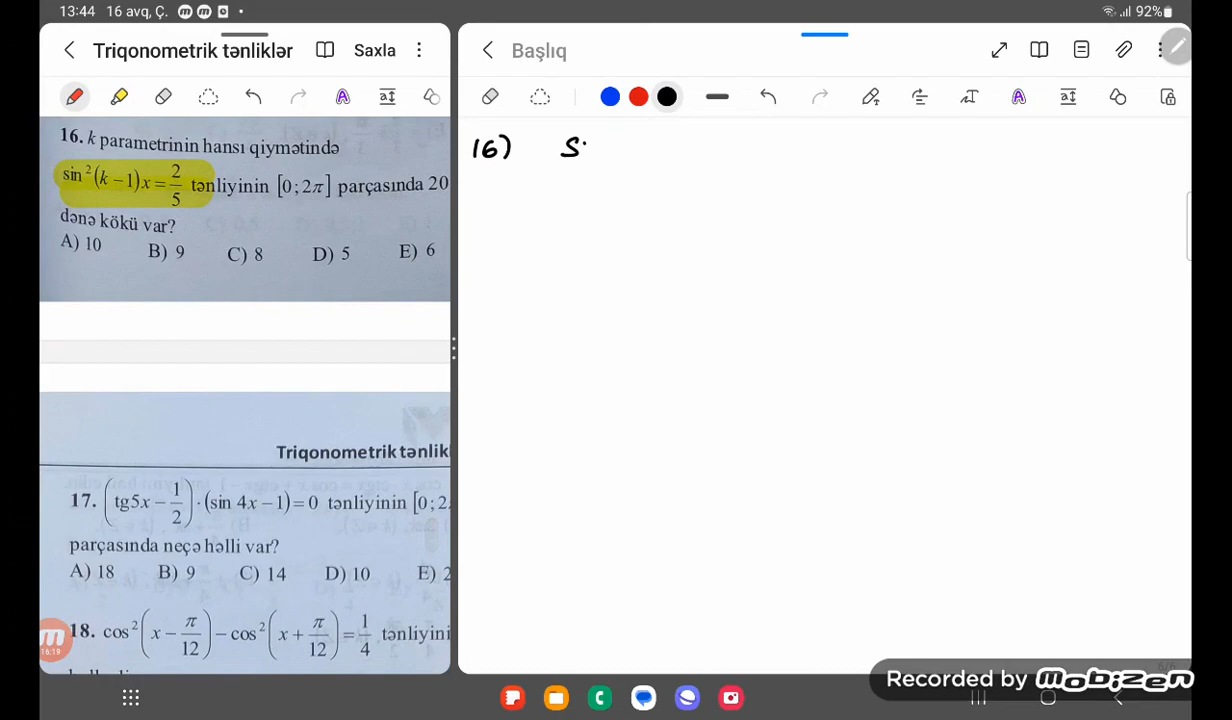 13:44 16 avq, Ç. 92%
Triqonometrik tənliklər Saxla
Başlıq
16. k parametrinin hansı qiymətində
sin²(k−1)x=2/5 tənliyinin [0;2π] parçasında 20
dənə kökü var?
A) 10 B) 9 C) 8 D) 5 E) 6
Triqonometrik tənlik
17. (tg5x−1/2)·(sin 4x−1)=0 tənliyinin [0;2
parçasında neçə həlli var?
A) 18 B) 9 C) 14 D) 10 E) 2
18. cos²(x−π/12)−cos²(x+π/12)=1/4 tənliyini
16:19
16) s
Recorded by mobizen